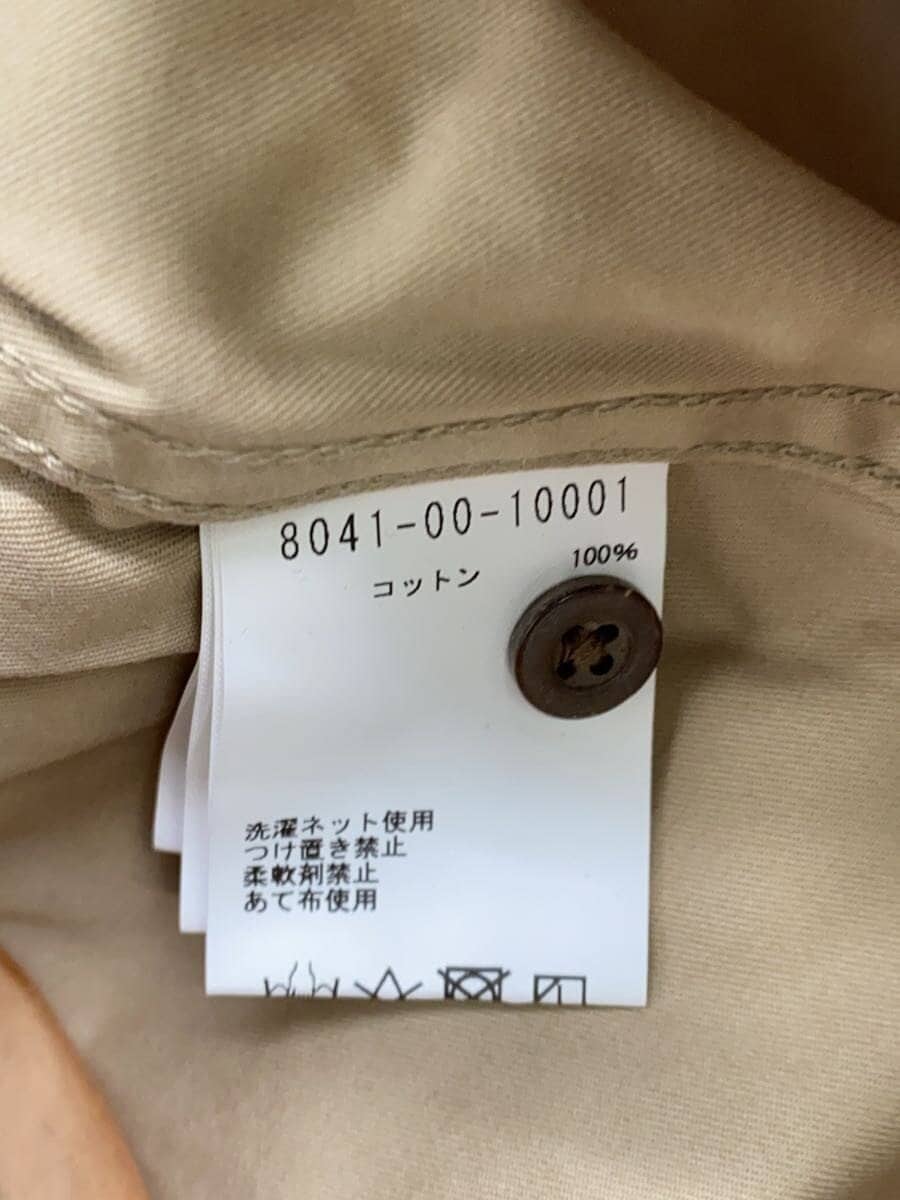 8041-00-10001
コットン 100%
洗濯ネット使用
つけ置き禁止
柔軟剤禁止
あて布使用